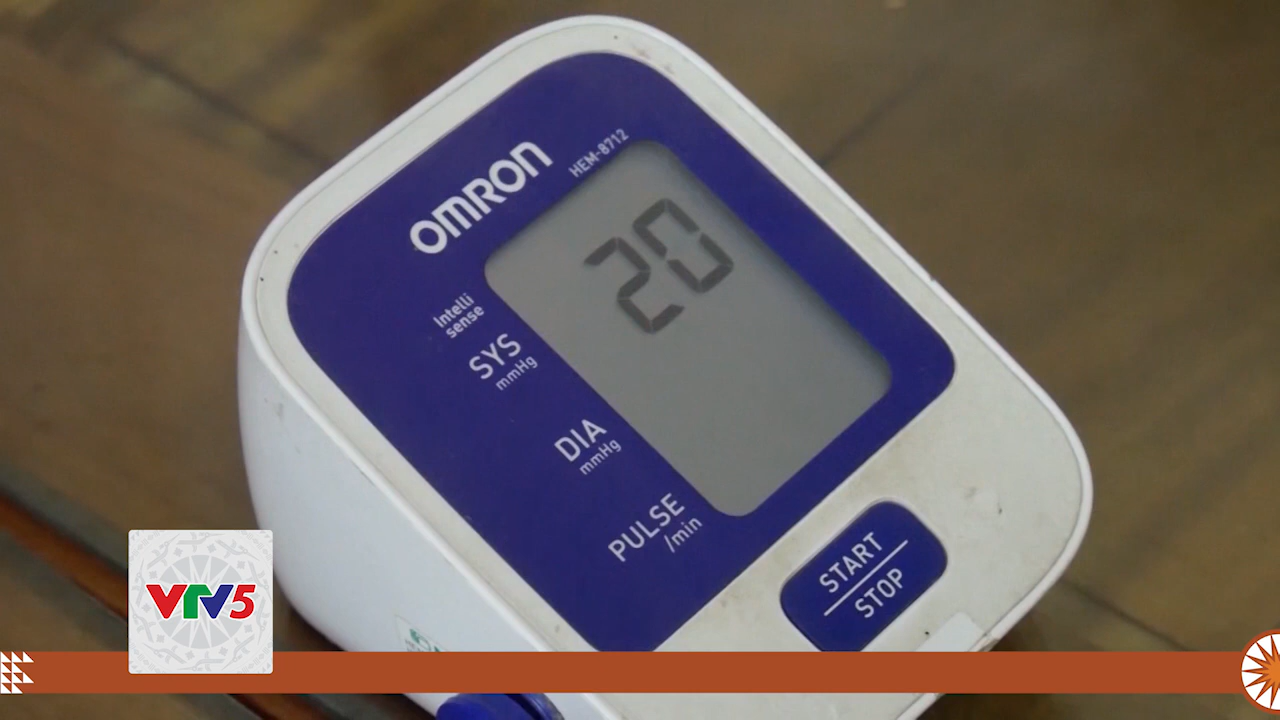 OMRON
HEM-8712
20
Intelli
sense
SYS
mmHg
DIA
mmHg
PULSE
/min
START
STOP
VTV5